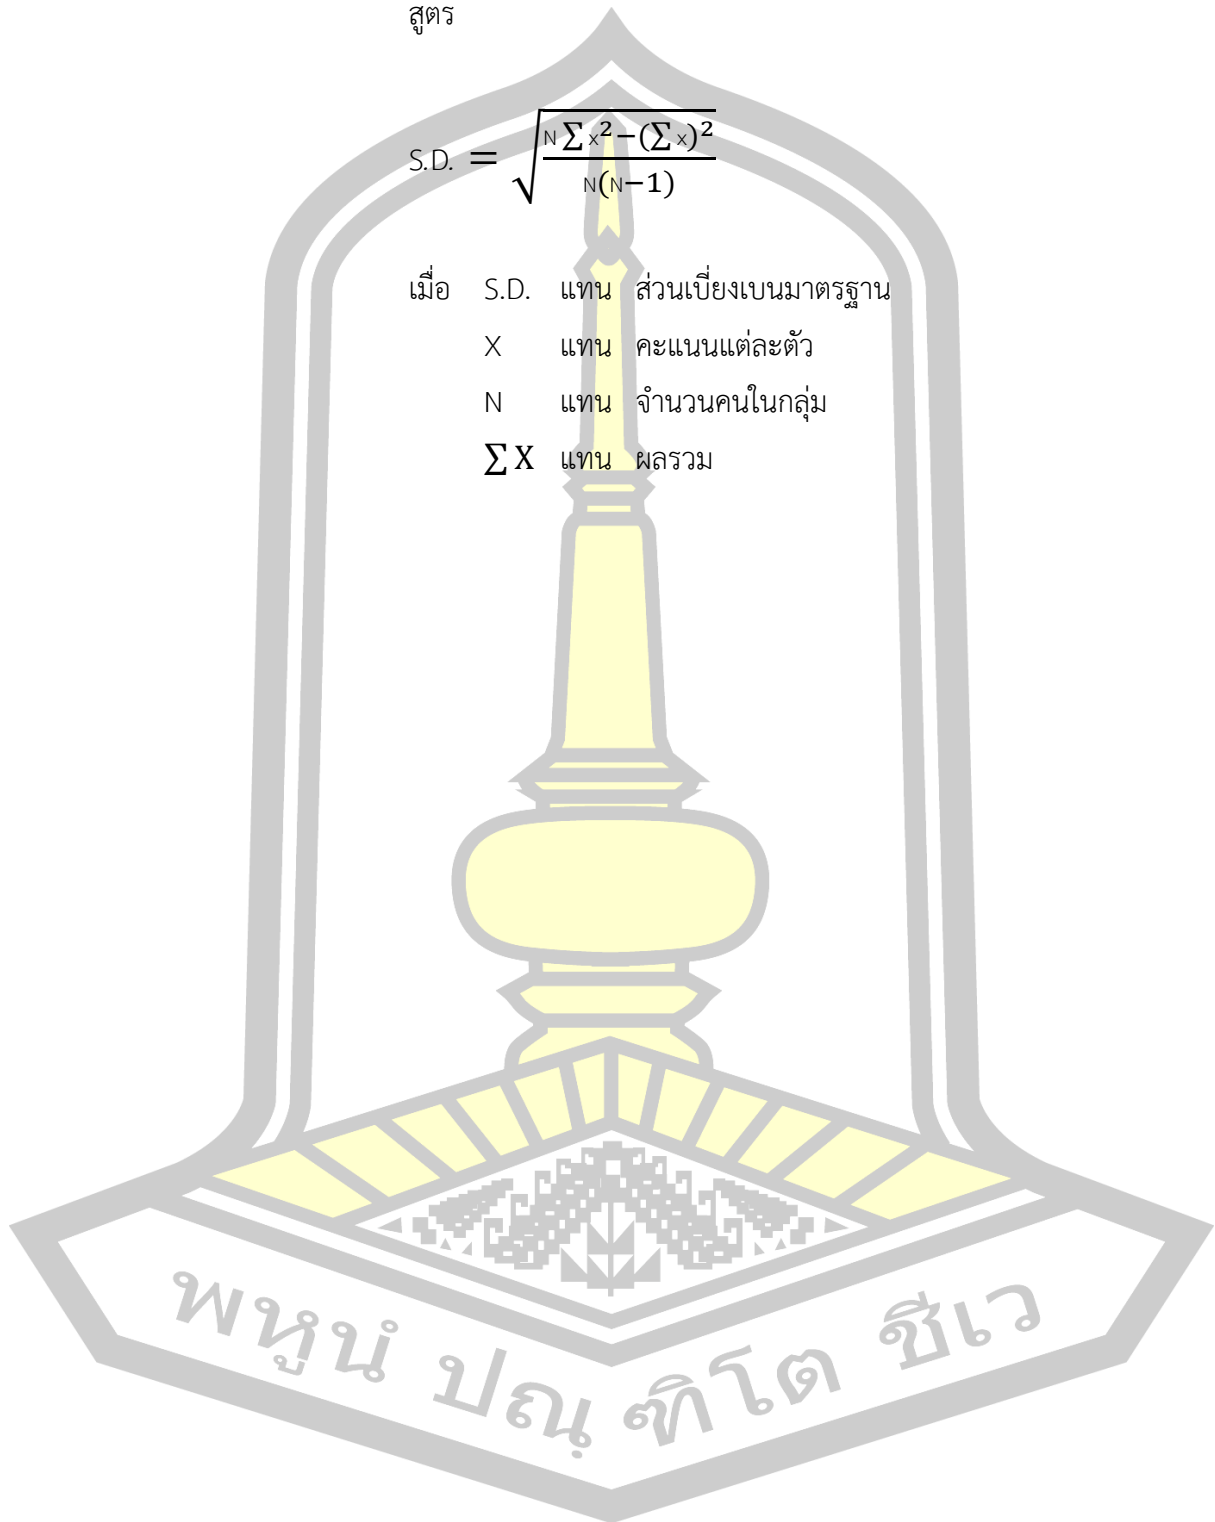 สูตร
S.D. = √(N∑x²−(∑x)²)/(N(N−1))
เมื่อ S.D. แทน ส่วนเบี่ยงเบนมาตรฐาน
X แทน คะแนนแต่ละตัว
N แทน จำนวนคนในกลุ่ม
∑X แทน ผลรวม
พหูนํ ปณฺฑิโต ชีเว